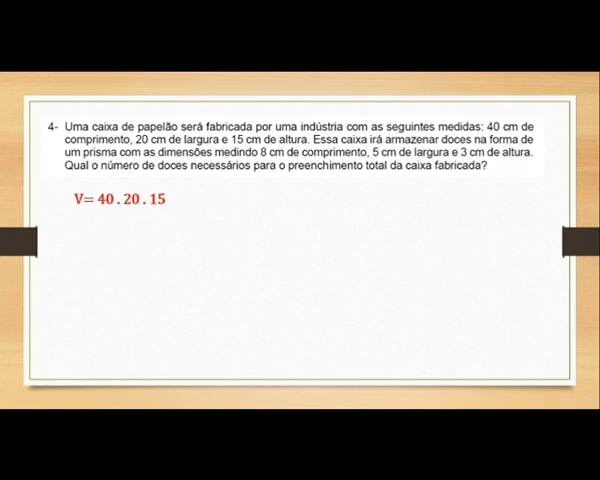 4- Uma caixa de papelão será fabricada por uma indústria com as seguintes medidas: 40 cm de
comprimento, 20 cm de largura e 15 cm de altura. Essa caixa irá armazenar doces na forma de
um prisma com as dimensões medindo 8 cm de comprimento, 5 cm de largura e 3 cm de altura.
Qual o número de doces necessários para o preenchimento total da caixa fabricada?
V= 40 . 20 . 15